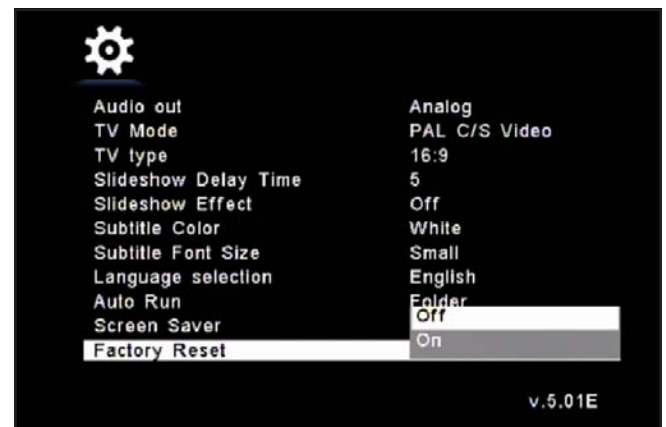 Audio out Analog
TV Mode PAL C/S Video
TV type 16:9
Slideshow Delay Time 5
Slideshow Effect Off
Subtitle Color White
Subtitle Font Size Small
Language selection English
Auto Run Folder
Screen Saver Off
Factory Reset On
v.5.01E